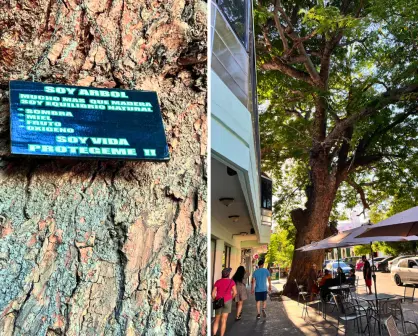 SOY ARBOL
MUCHO MAS QUE MADERA
SOY EQUILIBRIO NATURAL
• SOMBRA
• MIEL
• FRUTO
• OXIGENO
SOY VIDA
PROTEGEME !!